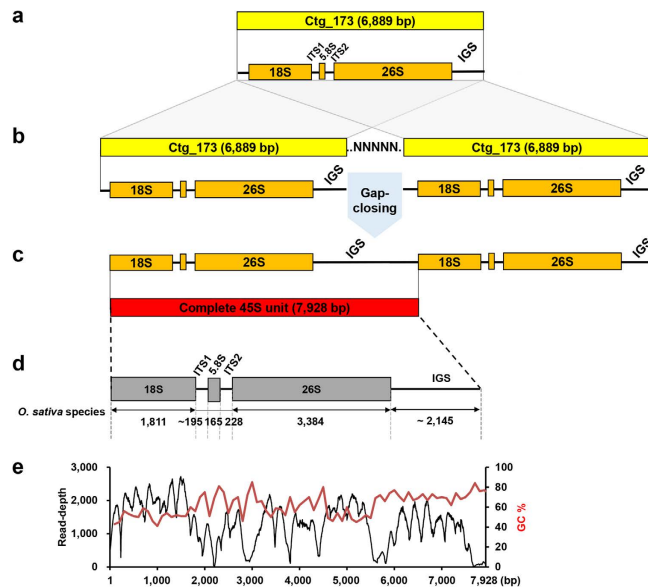 a
Ctg_173 (6,889 bp)
18S
ITS1
5.8S
ITS2
26S
IGS
b
Ctg_173 (6,889 bp)
..NNNNN.
Ctg_173 (6,889 bp)
18S
26S
IGS
Gap-
closing
18S
26S
IGS
c
18S
26S
IGS
18S
26S
IGS
Complete 45S unit (7,928 bp)
d
18S
ITS1
5.8S
ITS2
26S
IGS
O. sativa species
1,811
~195
165
228
3,384
~ 2,145
e
Read-depth
3,000
2,000
1,000
0
100
80
60
40
20
0
GC %
1
1,000
2,000
3,000
4,000
5,000
6,000
7,000
7,928 (bp)